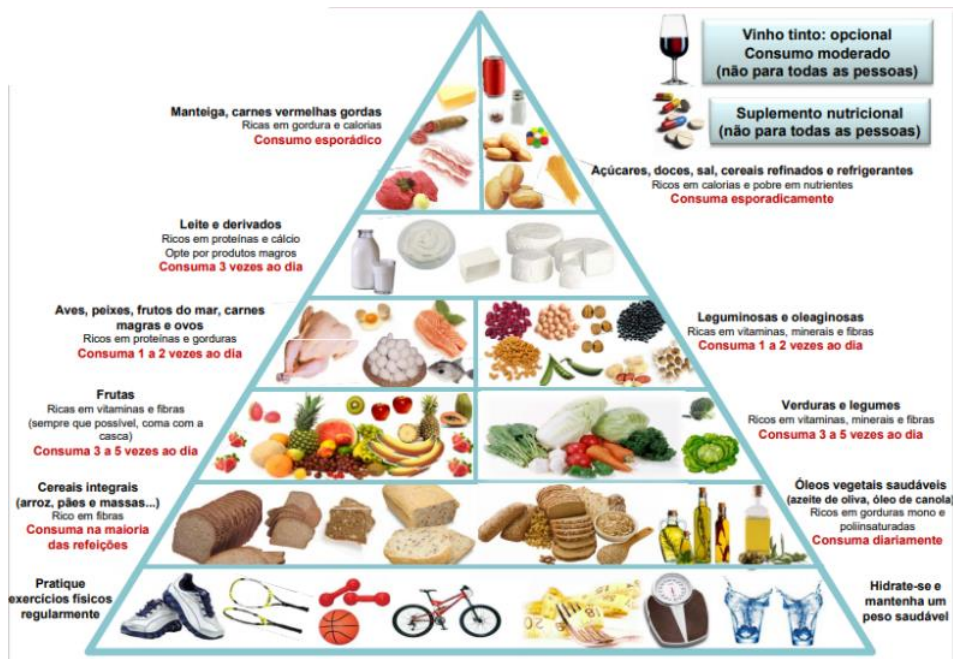 Vinho tinto: opcional
Consumo moderado
(não para todas as pessoas)
Suplemento nutricional
(não para todas as pessoas)
Manteiga, carnes vermelhas gordas
Ricas em gordura e calorias
Consumo esporádico
Açúcares, doces, sal, cereais refinados e refrigerantes
Ricos em calorias e pobre em nutrientes
Consuma esporadicamente
Leite e derivados
Ricos em proteínas e cálcio
Opte por produtos magros
Consuma 3 vezes ao dia
Aves, peixes, frutos do mar, carnes
magras e ovos
Ricos em proteínas e gorduras
Consuma 1 a 2 vezes ao dia
Leguminosas e oleaginosas
Ricas em vitaminas, minerais e fibras
Consuma 1 a 2 vezes ao dia
Frutas
Ricas em vitaminas e fibras
(sempre que possível, coma com a
casca)
Consuma 3 a 5 vezes ao dia
Verduras e legumes
Ricos em vitaminas, minerais e fibras
Consuma 3 a 5 vezes ao dia
Cereais integrais
(arroz, pães e massas...)
Rico em fibras
Consuma na maioria
das refeições
Óleos vegetais saudáveis
(azeite de oliva, óleo de canola)
Ricos em gorduras mono e
poliinsaturadas
Consuma diariamente
Pratique
exercícios físicos
regularmente
Hidrate-se e
mantenha um
peso saudável